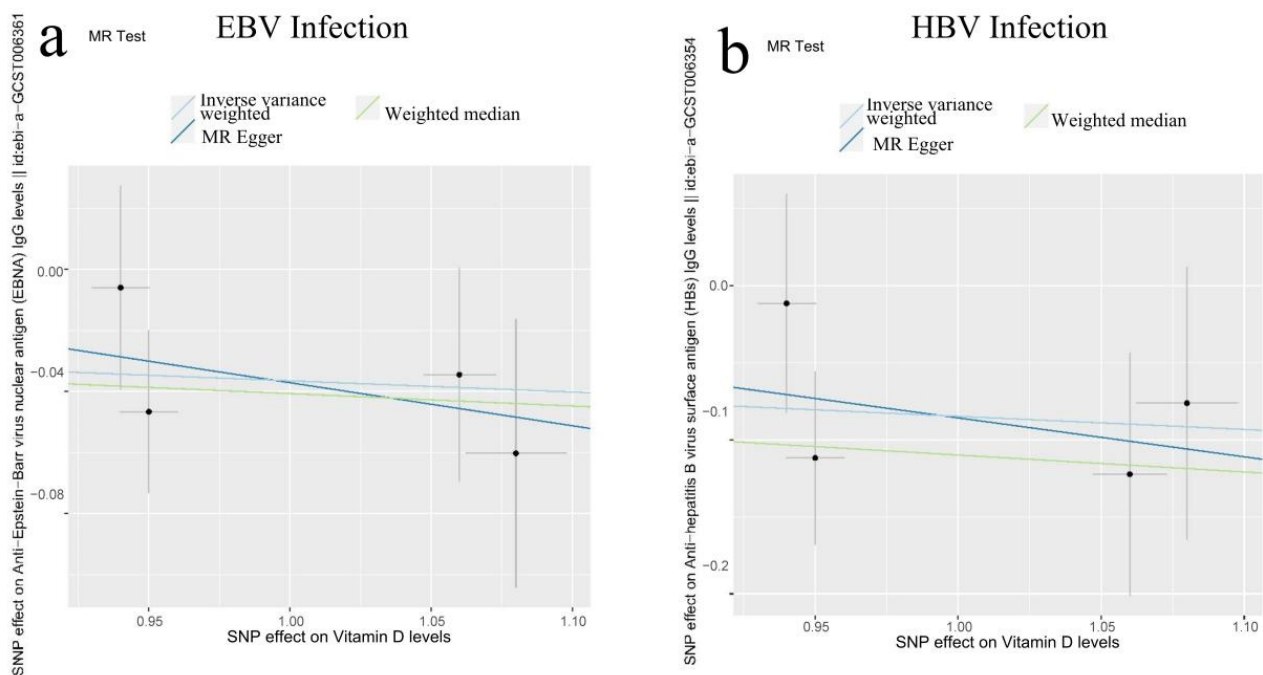 a
MR Test
EBV Infection
Inverse variance
weighted
MR Egger
Weighted median
SNP effect on Anti−Epstein−Barr virus nuclear antigen (EBNA) IgG levels || id:ebi−a−GCST006361
0.00
−0.04
−0.08
0.95
1.00
1.05
1.10
SNP effect on Vitamin D levels
b
MR Test
HBV Infection
Inverse variance
weighted
MR Egger
Weighted median
SNP effect on Anti−hepatitis B virus surface antigen (HBs) IgG levels || id:ebi−a−GCST006354
0.0
−0.1
−0.2
0.95
1.00
1.05
1.10
SNP effect on Vitamin D levels